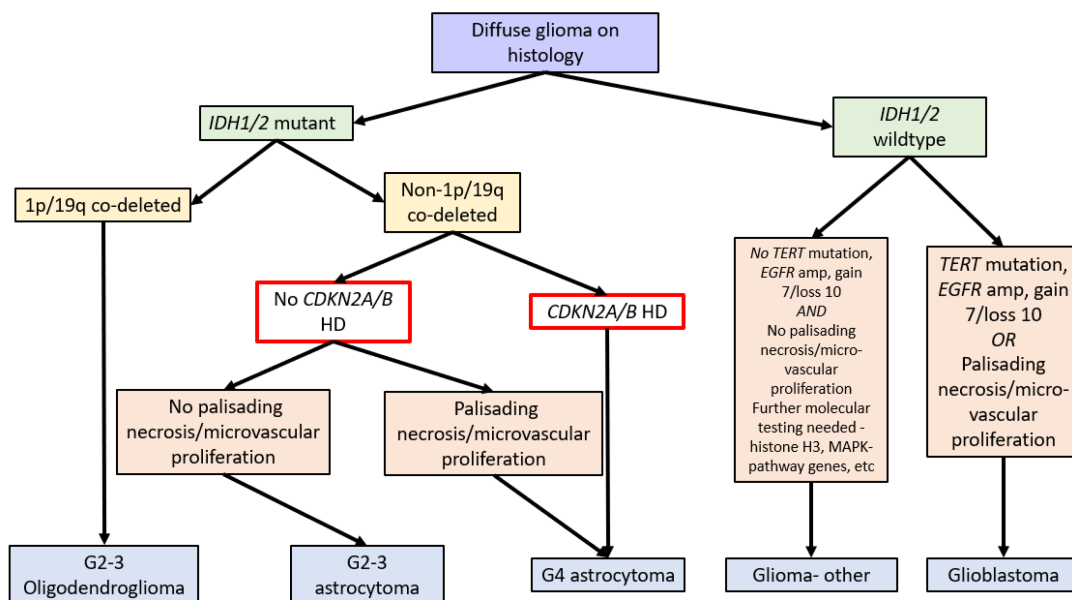 Diffuse glioma on
histology
IDH1/2 mutant
IDH1/2
wildtype
1p/19q co-deleted
Non-1p/19q
co-deleted
No CDKN2A/B
HD
CDKN2A/B HD
No TERT mutation,
EGFR amp, gain
7/loss 10
AND
No palisading
necrosis/micro-
vascular
proliferation
Further molecular
testing needed -
histone H3, MAPK-
pathway genes, etc
TERT mutation,
EGFR amp, gain
7/loss 10
OR
Palisading
necrosis/micro-
vascular
proliferation
No palisading
necrosis/microvascular
proliferation
Palisading
necrosis/microvascular
proliferation
G2-3
Oligodendroglioma
G2-3
astrocytoma
G4 astrocytoma
Glioma- other
Glioblastoma